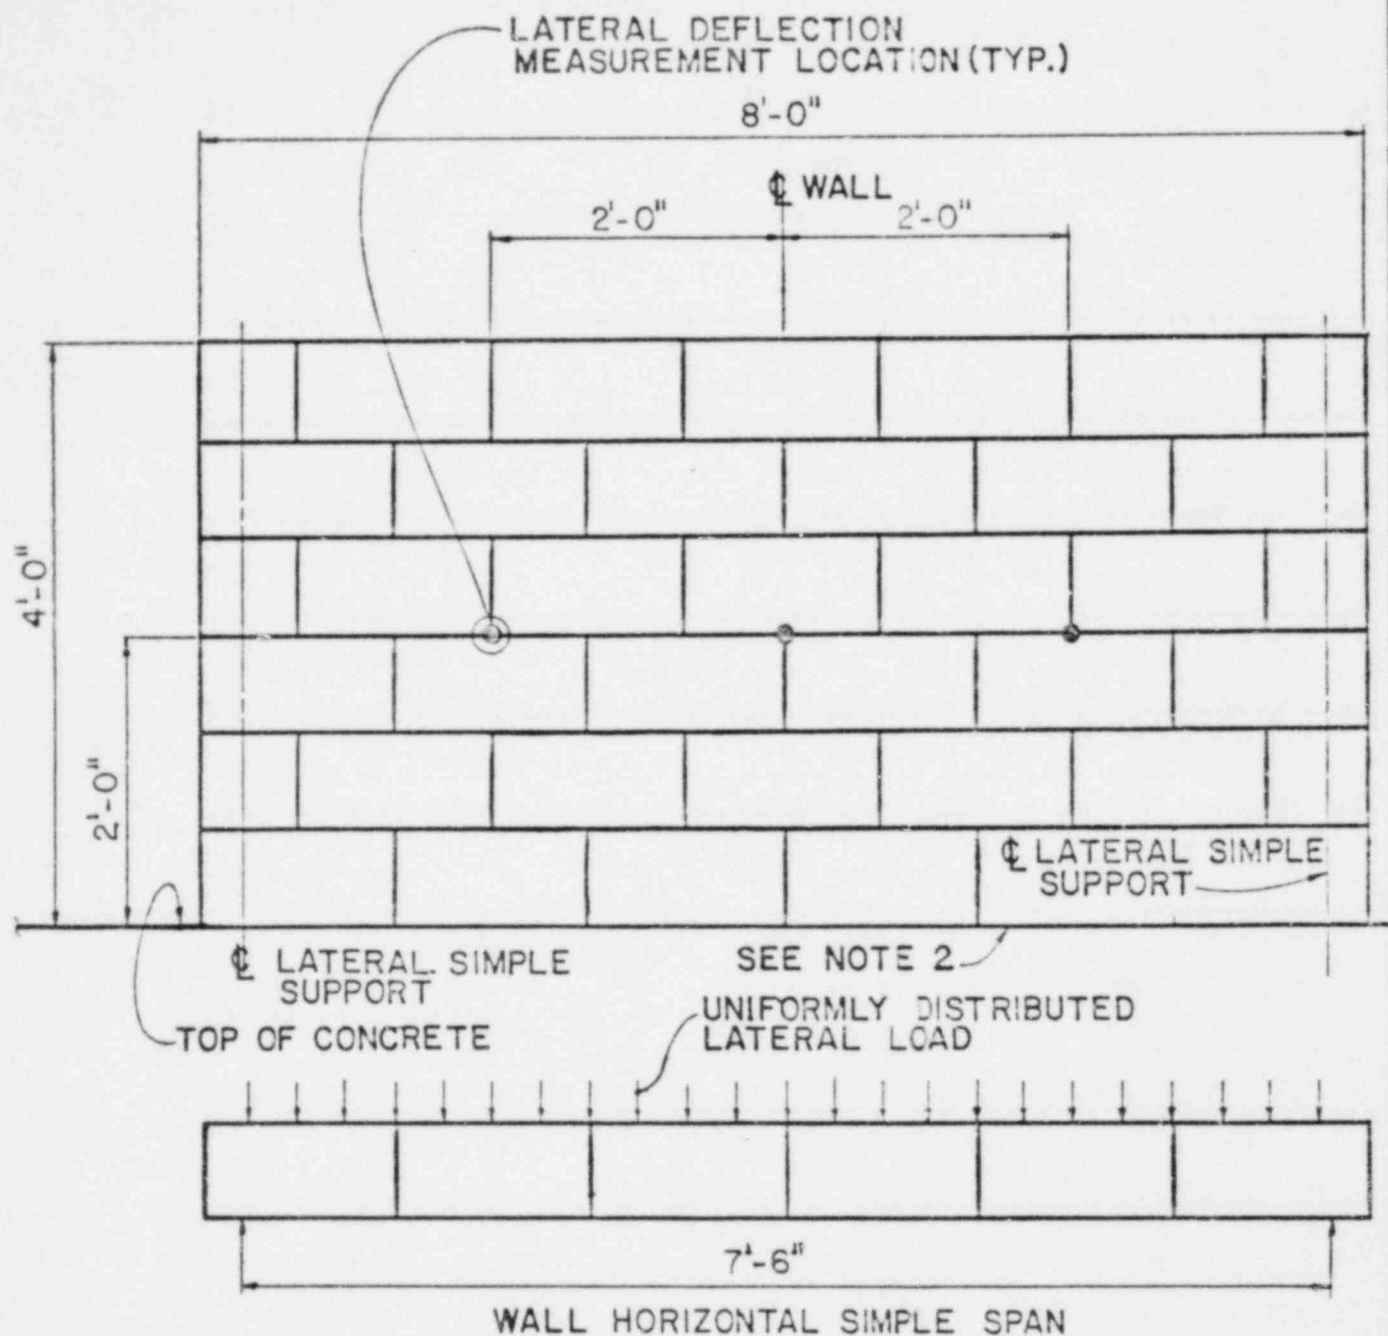 LATERAL DEFLECTION
MEASUREMENT LOCATION (TYP.)
8'-0"
℄ WALL
2'-0"
2'-0"
4'-0"
2'-0"
℄ LATERAL SIMPLE
SUPPORT
℄ LATERAL SIMPLE
SUPPORT
SEE NOTE 2
TOP OF CONCRETE
UNIFORMLY DISTRIBUTED
LATERAL LOAD
7'-6"
WALL HORIZONTAL SIMPLE SPAN